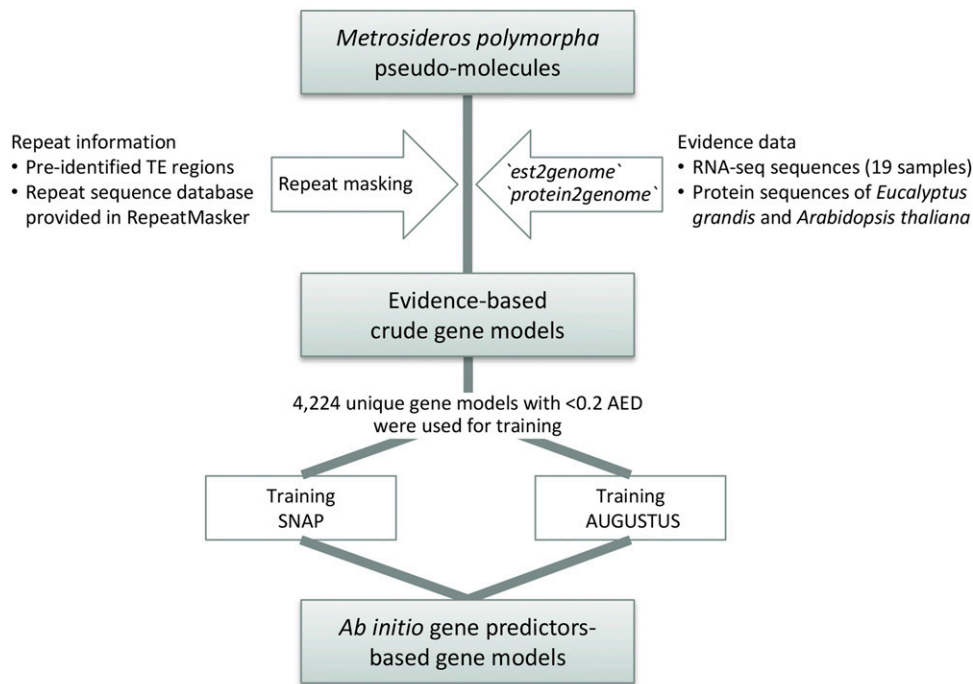 Metrosideros polymorpha
pseudo-molecules
Repeat information
• Pre-identified TE regions
• Repeat sequence database
provided in RepeatMasker
Repeat masking
`est2genome`
`protein2genome`
Evidence data
• RNA-seq sequences (19 samples)
• Protein sequences of Eucalyptus
grandis and Arabidopsis thaliana
Evidence-based
crude gene models
4,224 unique gene models with <0.2 AED
were used for training
Training
SNAP
Training
AUGUSTUS
Ab initio gene predictors-
based gene models